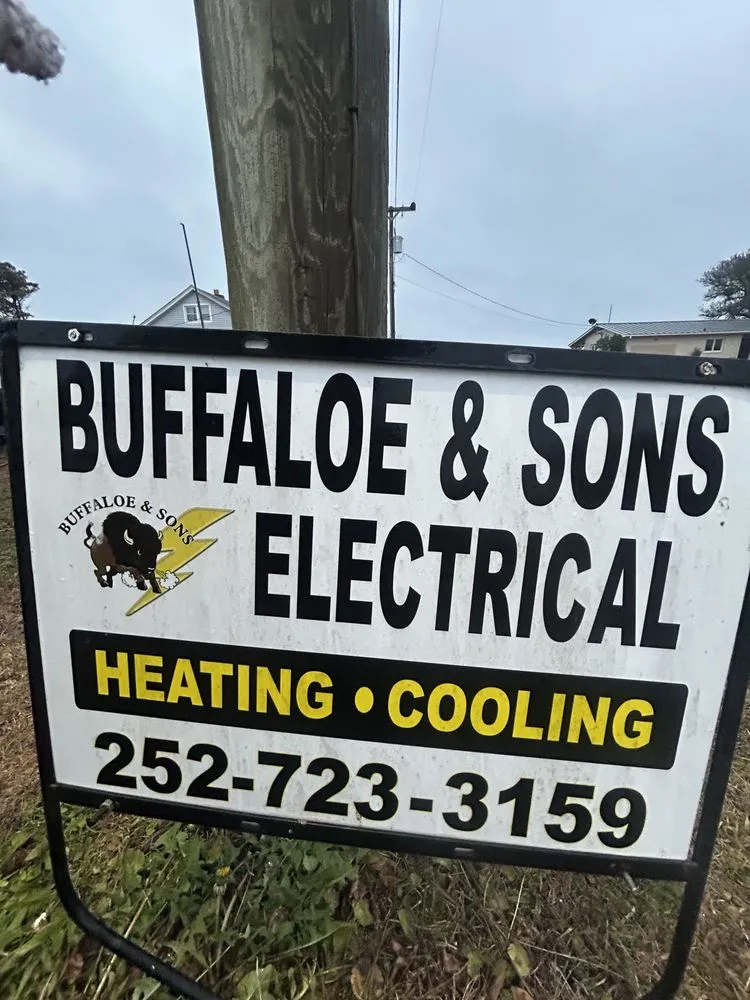 BUFFALOE & SONS
BUFFALOE & SONS
ELECTRICAL
HEATING • COOLING
252-723-3159